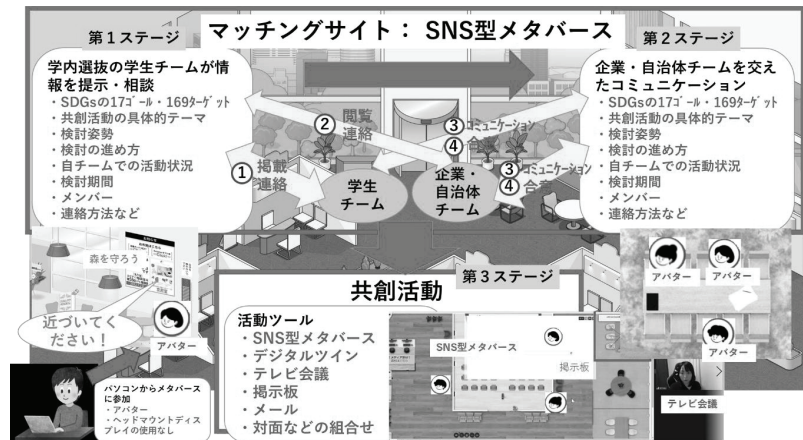 マッチングサイト： SNS型メタバース
第１ステージ
学内選抜の学生チームが情
報を提示・相談
・SDGsの17ｺﾞｰﾙ・169ﾀｰｹﾞｯﾄ
・共創活動の具体的テーマ
・検討姿勢
・検討の進め方
・自チームでの活動状況
・検討期間
・メンバー
・連絡方法など
② 閲覧
連絡
① 掲載
連絡
学生
チーム
企業・
自治体
チーム
③ コミュニケーション
④ 合意
③ コミュニケーション
④ 合意
第２ステージ
企業・自治体チームを交え
たコミュニケーション
・SDGsの17ｺﾞｰﾙ・169ﾀｰｹﾞｯﾄ
・共創活動の具体的テーマ
・検討姿勢
・検討の進め方
・自チームでの活動状況
・検討期間
・メンバー
・連絡方法など
森を守ろう
近づいてく
ださい！
アバター
パソコンからメタバース
に参加
・アバター
・ヘッドマウントディス
プレイの使用なし
第３ステージ
共創活動
活動ツール
・SNS型メタバース
・デジタルツイン
・テレビ会議
・掲示板
・メール
・対面などの組合せ
SNS型メタバース
掲示板
アバター
アバター
アバター
テレビ会議